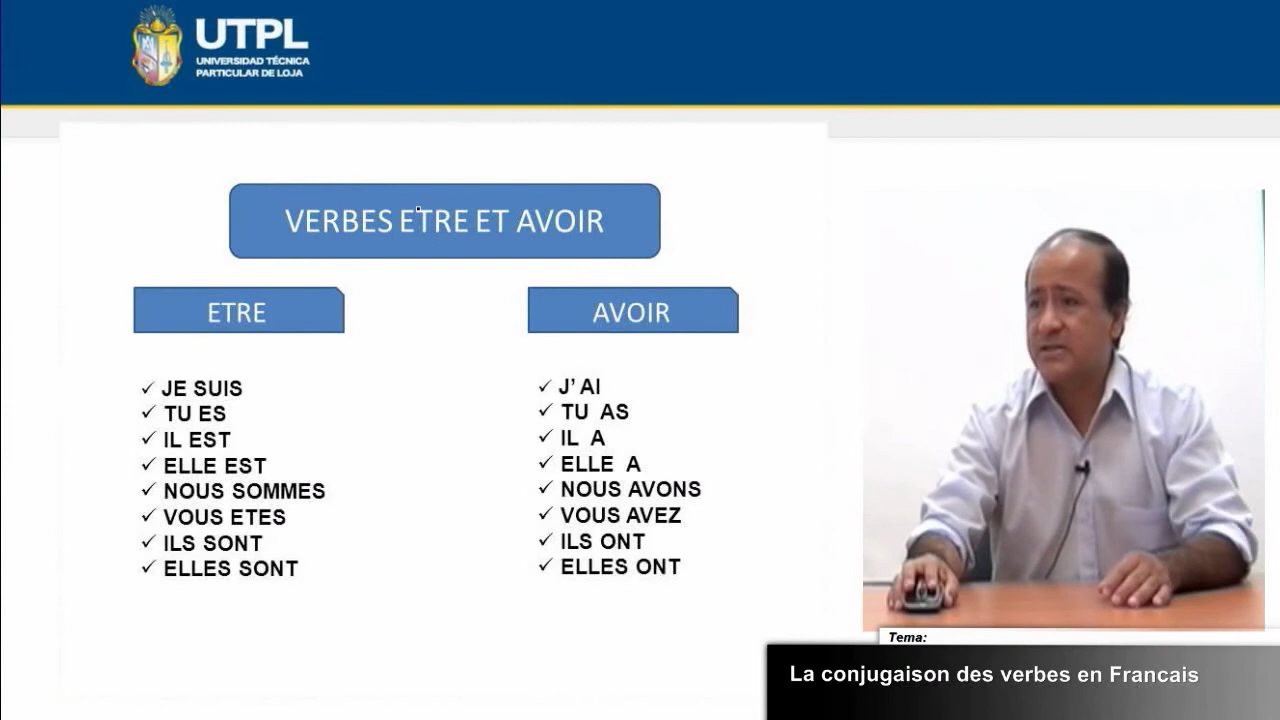 UTPL
UNIVERSIDAD TÉCNICA
PARTICULAR DE LOJA
VERBES ETRE ET AVOIR
ETRE
JE SUIS
TU ES
IL EST
ELLE EST
NOUS SOMMES
VOUS ETES
ILS SONT
ELLES SONT
AVOIR
J' AI
TU AS
IL A
ELLE A
NOUS AVONS
VOUS AVEZ
ILS ONT
ELLES ONT
Tema:
La conjugaison des verbes en Francais